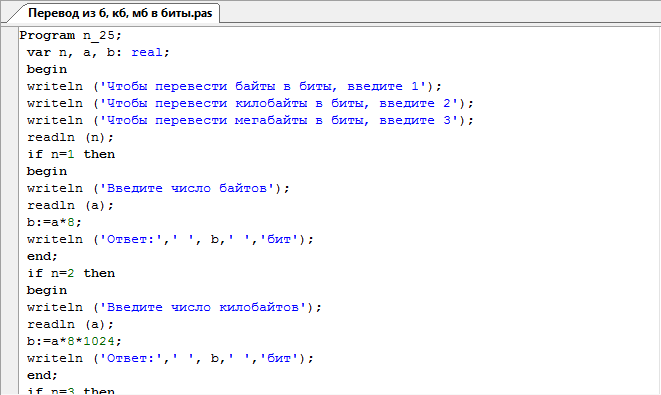 Перевод из б, кб, мб в биты.pas
Program n_25;
var n, a, b: real;
begin
writeln ('Чтобы перевести байты в биты, введите 1');
writeln ('Чтобы перевести килобайты в биты, введите 2');
writeln ('Чтобы перевести мегабайты в биты, введите 3');
readln (n);
if n=1 then
begin
writeln ('Введите число байтов');
readln (a);
b:=a*8;
writeln ('Ответ:',' ', b,' ','бит');
end;
if n=2 then
begin
writeln ('Введите число килобайтов');
readln (a);
b:=a*8*1024;
writeln ('Ответ:',' ', b,' ','бит');
end;
if n=3 then